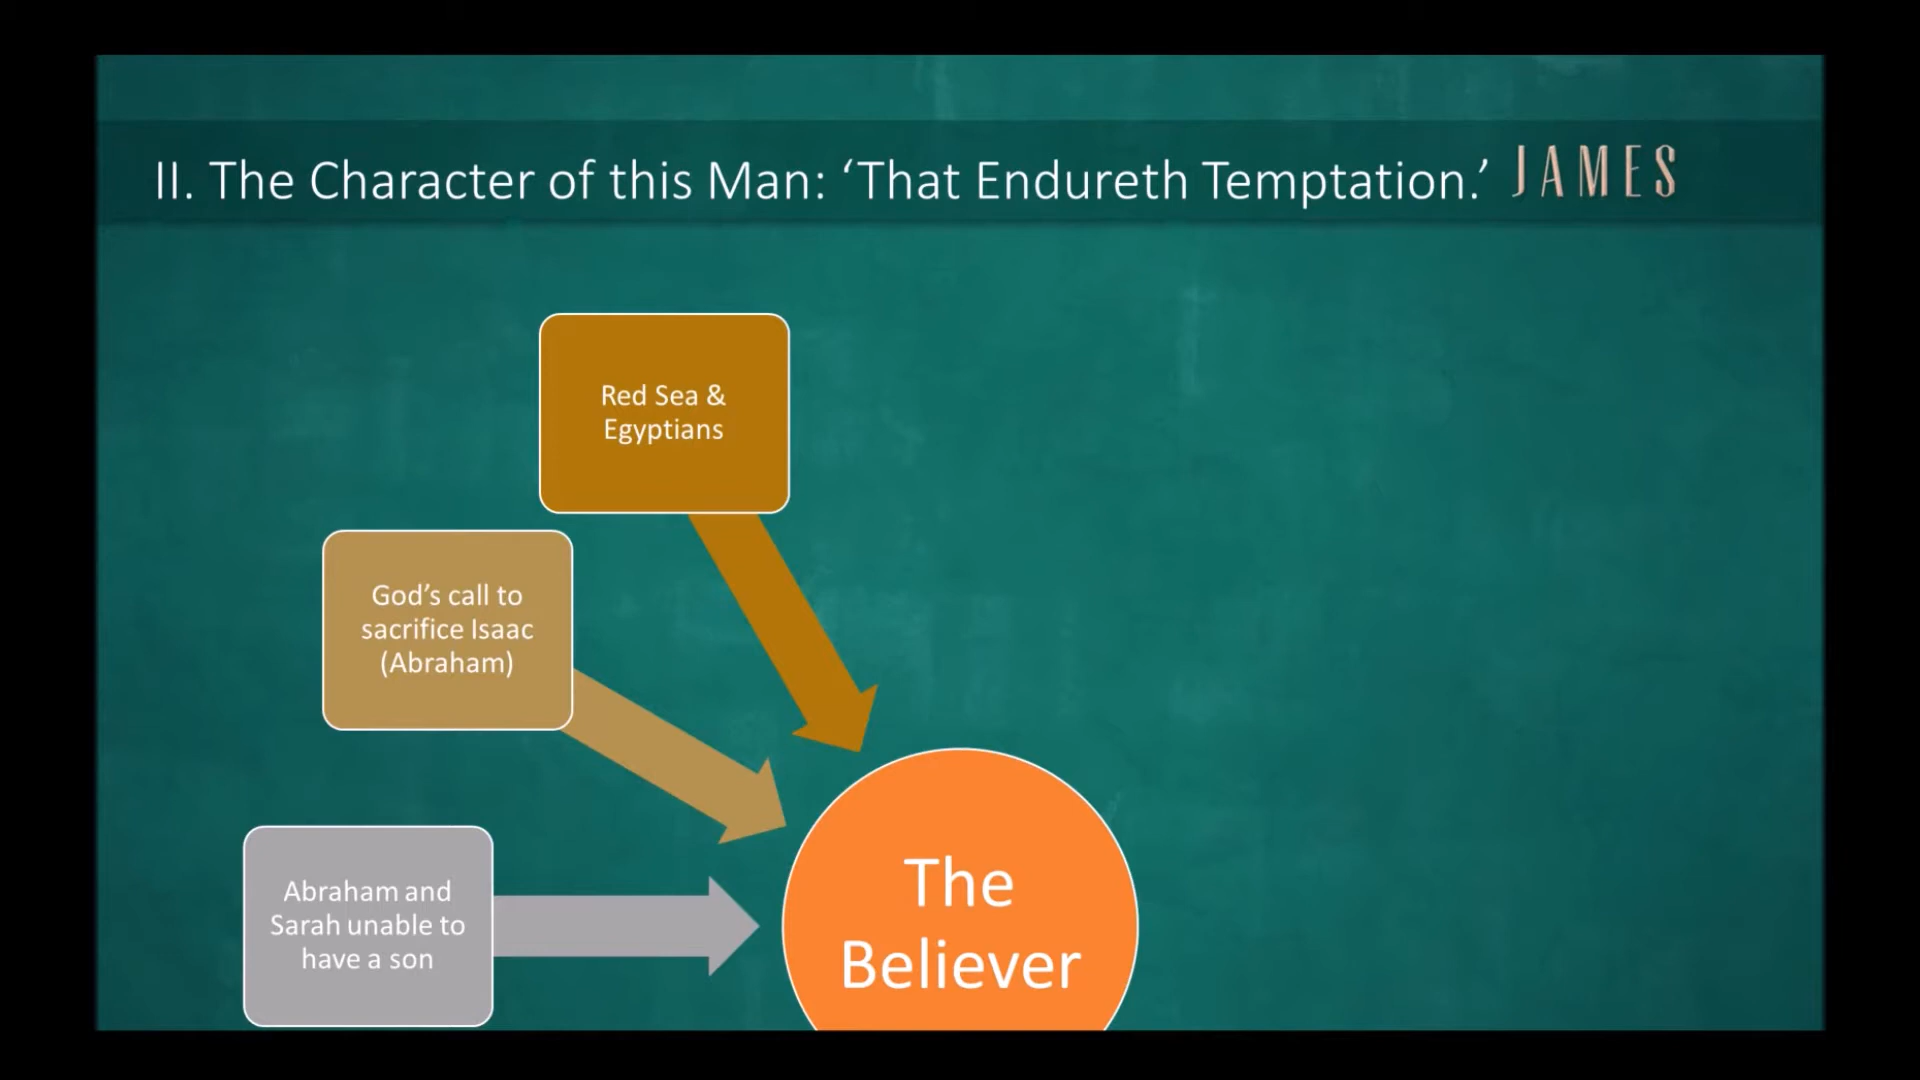 II. The Character of this Man: ‘That Endureth Temptation.’ JAMES
Red Sea &
Egyptians
God’s call to
sacrifice Isaac
(Abraham)
Abraham and
Sarah unable to
have a son
The
Believer